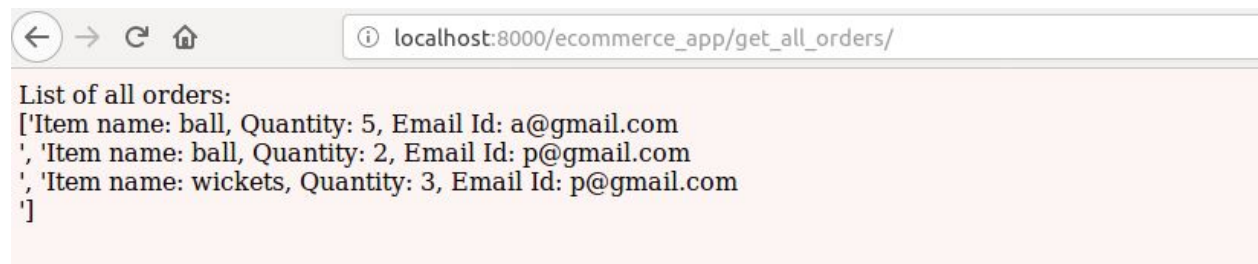 localhost:8000/ecommerce_app/get_all_orders/
List of all orders:
['Item name: ball, Quantity: 5, Email Id: a@gmail.com
', 'Item name: ball, Quantity: 2, Email Id: p@gmail.com
', 'Item name: wickets, Quantity: 3, Email Id: p@gmail.com
']